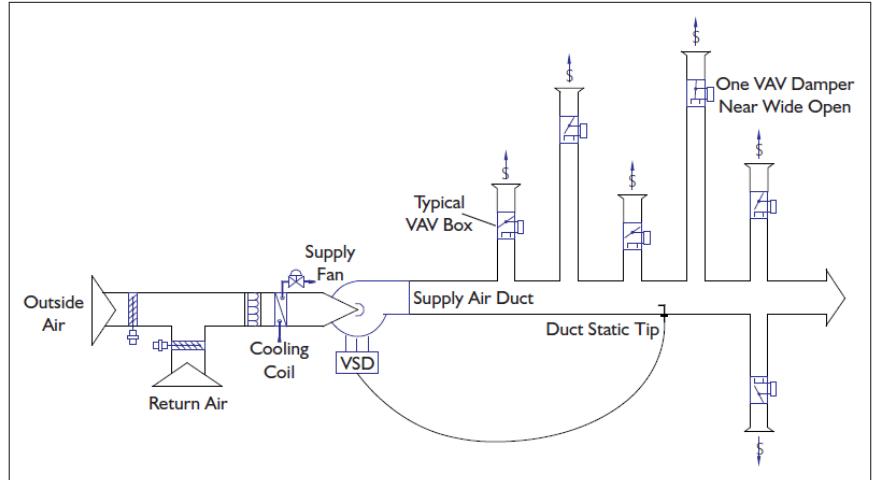 One VAV Damper
Near Wide Open
Typical
VAV Box
Supply
Fan
Outside
Air
Supply Air Duct
Duct Static Tip
Cooling
Coil
VSD
Return Air
S
S
S
S
S
S